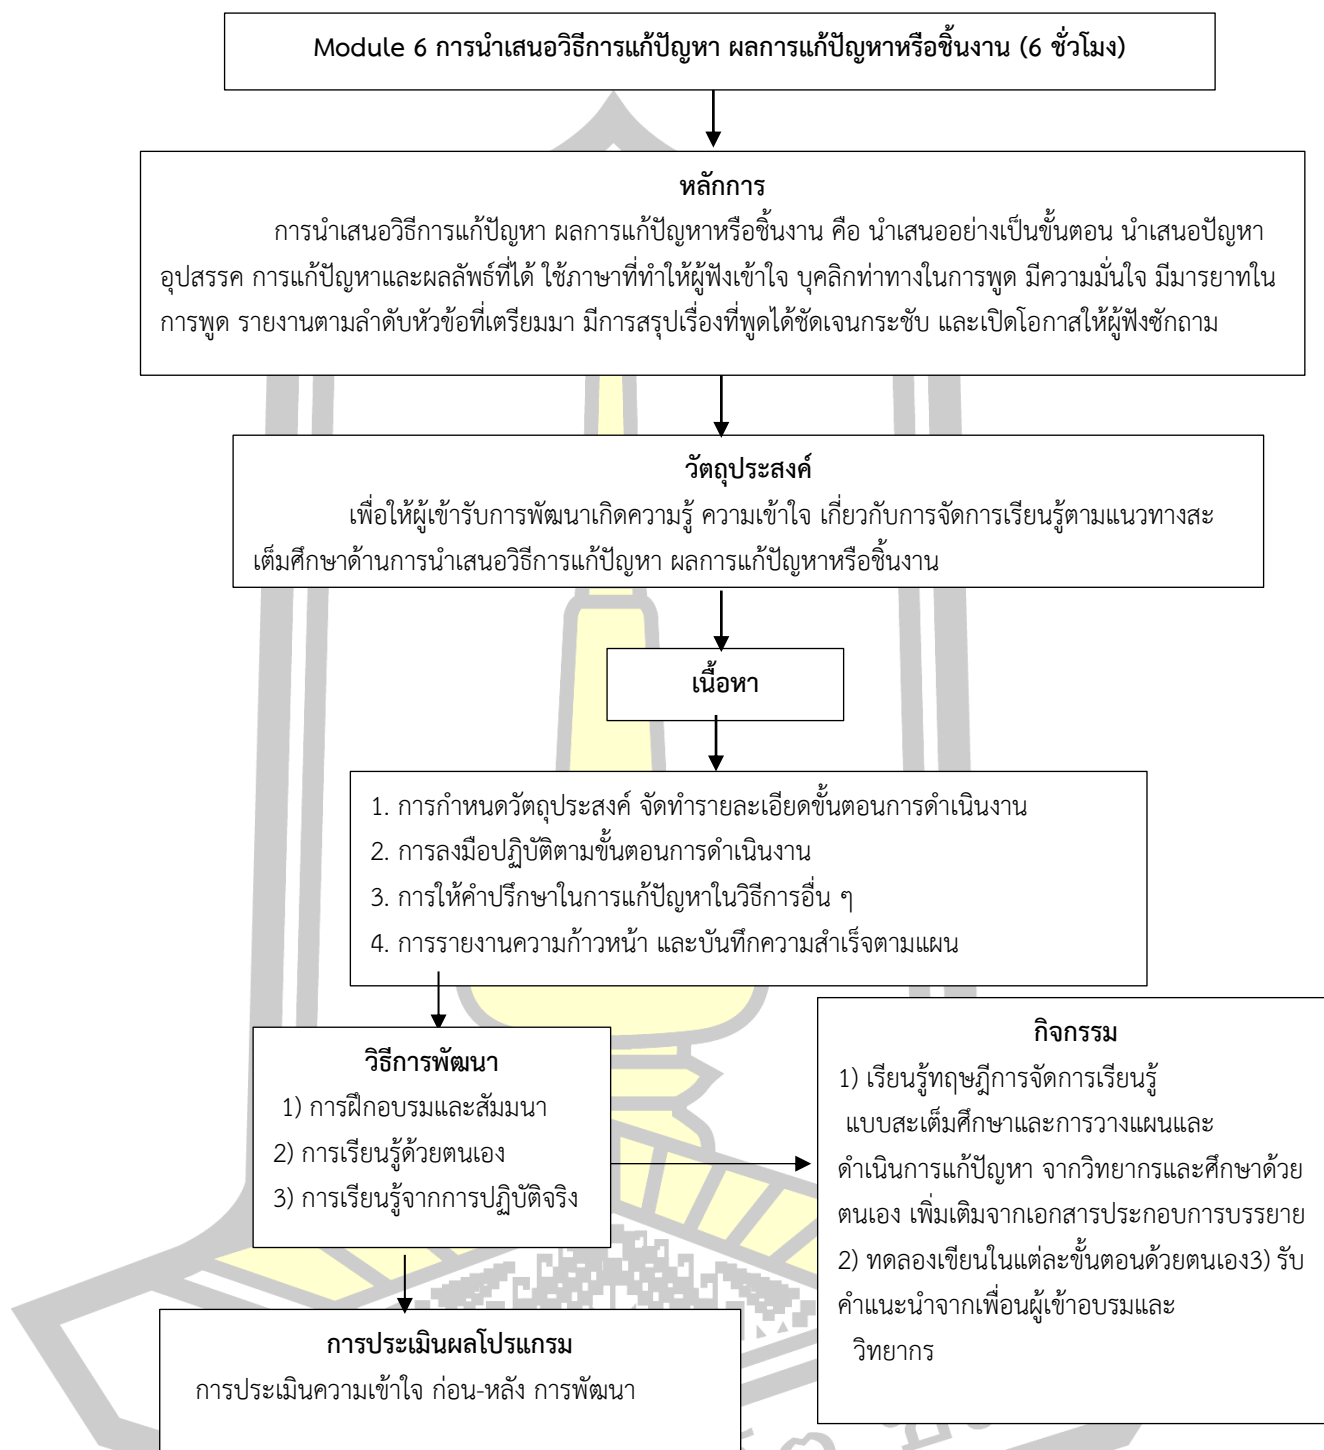 Module 6 การนำเสนอวิธีการแก้ปัญหา ผลการแก้ปัญหาหรือชิ้นงาน (6 ชั่วโมง)
หลักการ
การนำเสนอวิธีการแก้ปัญหา ผลการแก้ปัญหาหรือชิ้นงาน คือ นำเสนออย่างเป็นขั้นตอน นำเสนอปัญหา
อุปสรรค การแก้ปัญหาและผลลัพธ์ที่ได้ ใช้ภาษาที่ทำให้ผู้ฟังเข้าใจ บุคลิกท่าทางในการพูด มีความมั่นใจ มีมารยาทใน
การพูด รายงานตามลำดับหัวข้อที่เตรียมมา มีการสรุปเรื่องที่พูดได้ชัดเจนกระชับ และเปิดโอกาสให้ผู้ฟังซักถาม
วัตถุประสงค์
เพื่อให้ผู้เข้ารับการพัฒนาเกิดความรู้ ความเข้าใจ เกี่ยวกับการจัดการเรียนรู้ตามแนวทางสะ
เต็มศึกษาด้านการนำเสนอวิธีการแก้ปัญหา ผลการแก้ปัญหาหรือชิ้นงาน
เนื้อหา
1. การกำหนดวัตถุประสงค์ จัดทำรายละเอียดขั้นตอนการดำเนินงาน
2. การลงมือปฏิบัติตามขั้นตอนการดำเนินงาน
3. การให้คำปรึกษาในการแก้ปัญหาในวิธีการอื่น ๆ
4. การรายงานความก้าวหน้า และบันทึกความสำเร็จตามแผน
วิธีการพัฒนา
1) การฝึกอบรมและสัมมนา
2) การเรียนรู้ด้วยตนเอง
3) การเรียนรู้จากการปฏิบัติจริง
กิจกรรม
1) เรียนรู้ทฤษฎีการจัดการเรียนรู้
แบบสะเต็มศึกษาและการวางแผนและ
ดำเนินการแก้ปัญหา จากวิทยากรและศึกษาด้วย
ตนเอง เพิ่มเติมจากเอกสารประกอบการบรรยาย
2) ทดลองเขียนในแต่ละขั้นตอนด้วยตนเอง3) รับ
คำแนะนำจากเพื่อนผู้เข้าอบรมและ
วิทยากร
การประเมินผลโปรแกรม
การประเมินความเข้าใจ ก่อน-หลัง การพัฒนา